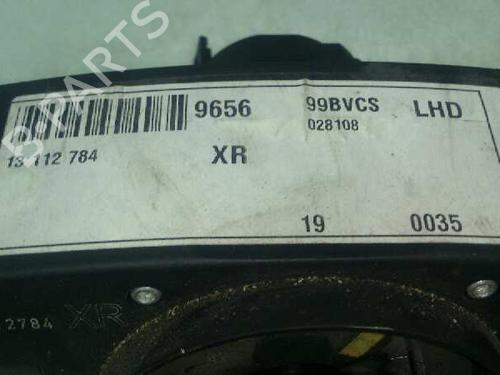 9656 99BVCS LHD
028108
13 112 784 XR
19 0035
2784 XR
B-PARTS